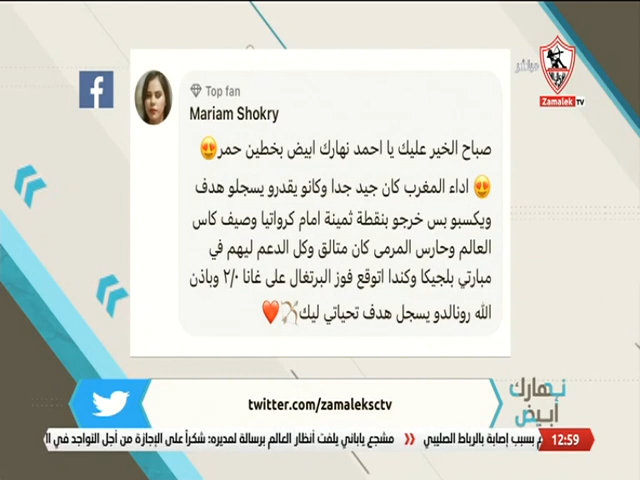 مباشر
Zamalek TV
Top fan
Mariam Shokry
صباح الخير عليك يا احمد نهارك ابيض بخطين حمر😍
😍 اداء المغرب كان جيد جدا وكانو يقدرو يسجلو هدف
ويكسبو بس خرجو بنقطة ثمينة امام كرواتيا وصيف كاس
العالم وحارس المرمى كان متالق وكل الدعم ليهم في
مبارتي بلجيكا وكندا اتوقع فوز البرتغال على غانا ٢/٠ وباذن
الله رونالدو يسجل هدف تحياتي ليك🏹❤️
twitter.com/zamaleksctv
نهارك
أبيض
12:59
م بسبب إصابة بالرباط الصليبي » مشجع ياباني يلفت أنظار العالم برسالة لمديره: شكراً على الإجازة من أجل التواجد في ال